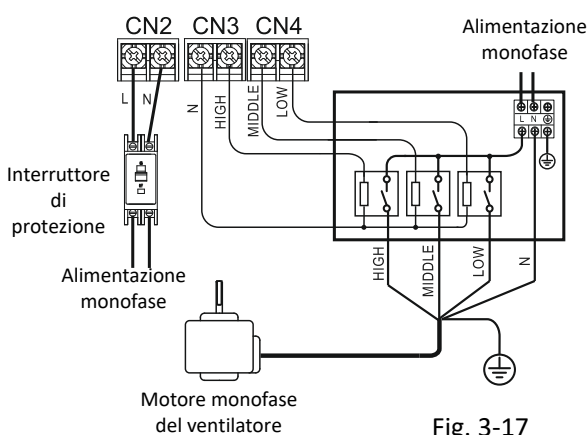 CN2 CN3 CN4
Alimentazione
monofase
L N
N
HIGH
MIDDLE
LOW
L N
Interruttore
di
protezione
Alimentazione
monofase
HIGH
MIDDLE
LOW
N
Motore monofase
del ventilatore
Fig. 3-17